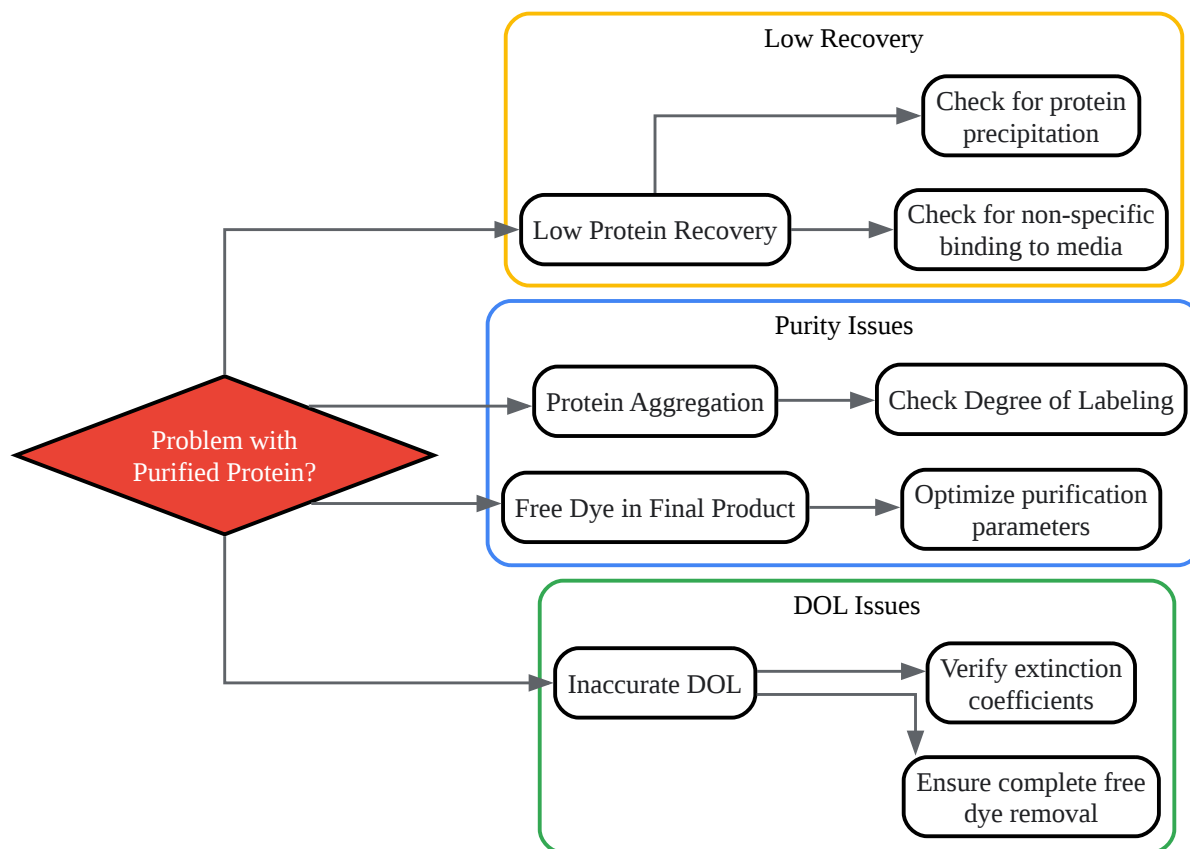 Low Recovery
Check for protein
precipitation
Low Protein Recovery
Check for non-specific
binding to media
Purity Issues
Protein Aggregation
Check Degree of Labeling
Problem with
Purified Protein?
Free Dye in Final Product
Optimize purification
parameters
DOL Issues
Inaccurate DOL
Verify extinction
coefficients
Ensure complete free
dye removal